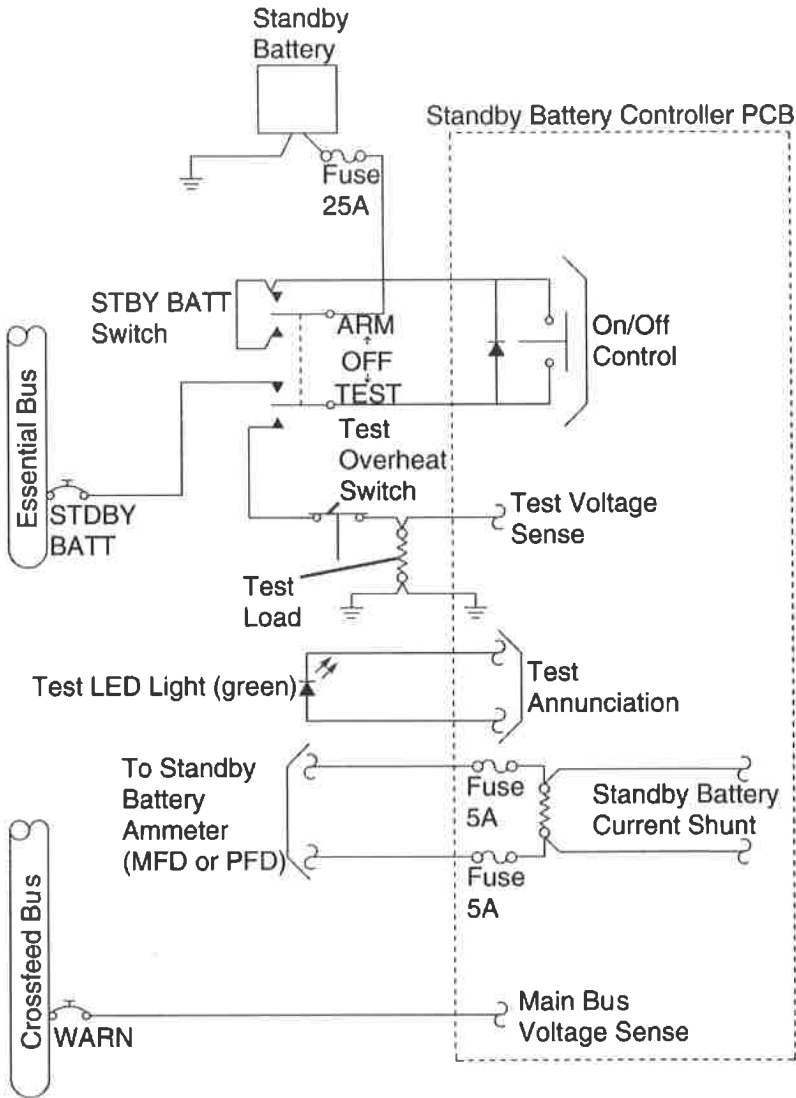 Standby
Battery
Standby Battery Controller PCB
Fuse
25A
STBY BATT
Switch
ARM
↑
OFF
↓
TEST
On/Off
Control
Essential Bus
STDBY
BATT
Test
Overheat
Switch
Test Voltage
Sense
Test
Load
Test LED Light (green)
Test
Annunciation
To Standby
Battery
Ammeter
(MFD or PFD)
Fuse
5A
Standby Battery
Current Shunt
Fuse
5A
Crossfeed Bus
WARN
Main Bus
Voltage Sense